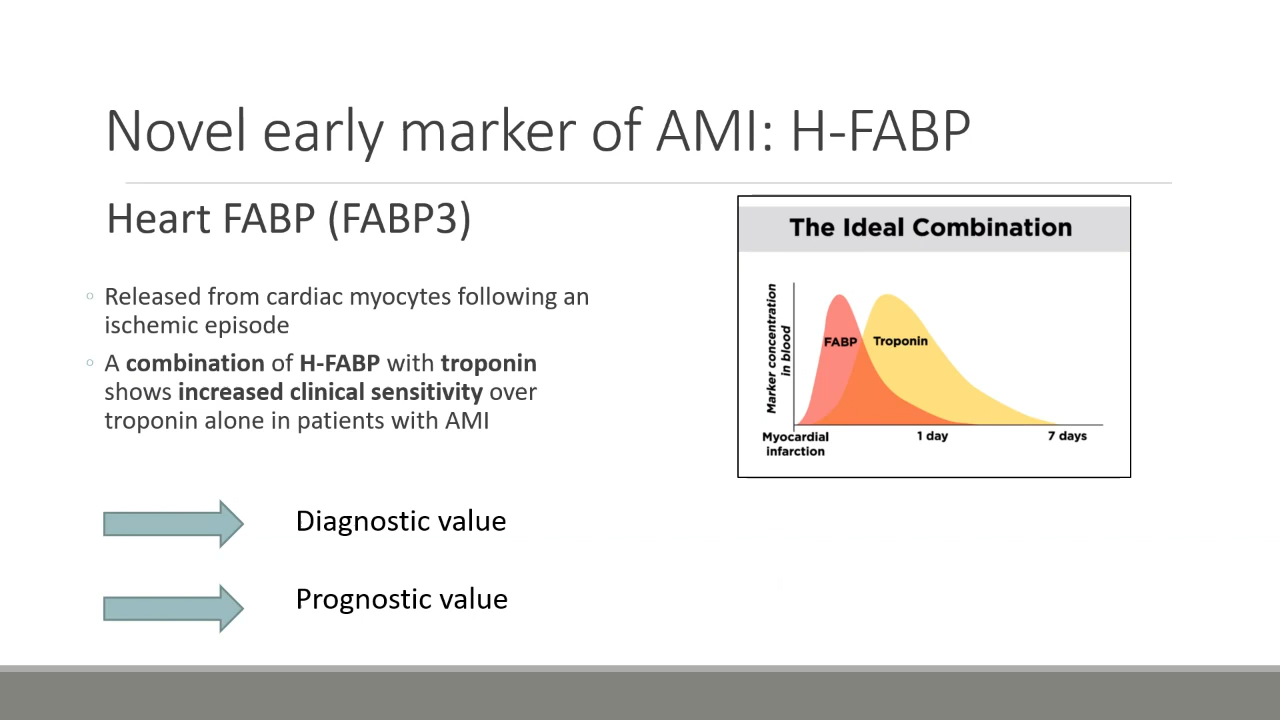 Novel early marker of AMI: H-FABP
Heart FABP (FABP3)
◦ Released from cardiac myocytes following an
ischemic episode
◦ A combination of H-FABP with troponin
shows increased clinical sensitivity over
troponin alone in patients with AMI
Diagnostic value
Prognostic value
The Ideal Combination
Marker concentration
in blood
FABP
Troponin
Myocardial
infarction
1 day
7 days